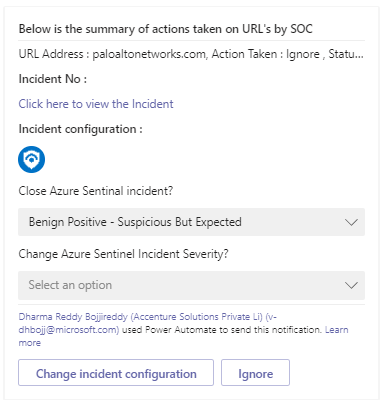 Below is the summary of actions taken on URL's by SOC
URL Address : paloaltonetworks.com, Action Taken : Ignore , Statu...
Incident No :
Click here to view the Incident
Incident configuration :
Close Azure Sentinal incident?
Benign Positive - Suspicious But Expected
Change Azure Sentinel Incident Severity?
Select an option
Dharma Reddy Bojjireddy (Accenture Solutions Private Li) (v-
dhbojj@microsoft.com) used Power Automate to send this notification. Learn
more
Change incident configuration
Ignore